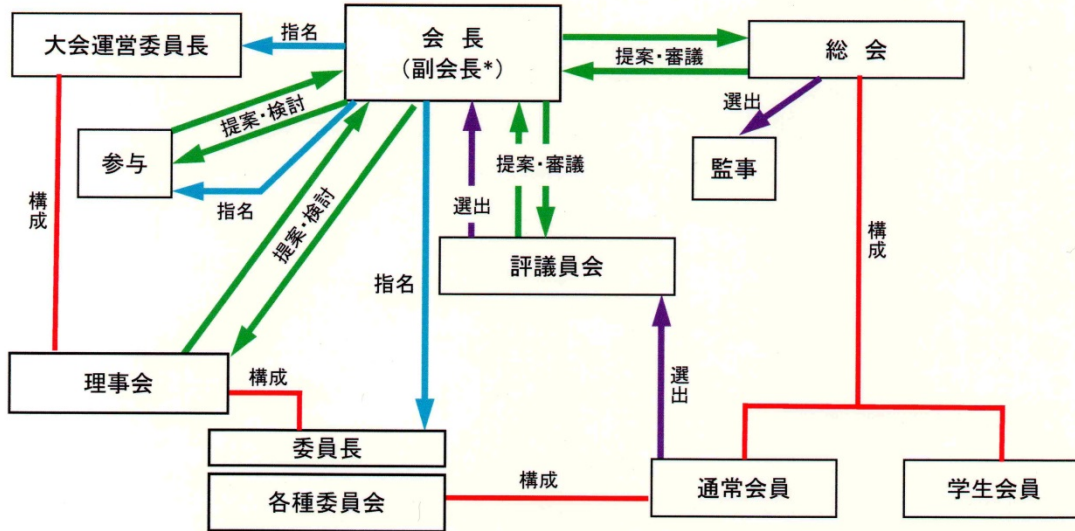 大会運営委員長
指名
会 長
(副会長*)
提案・審議
総 会
提案・検討
参与
指名
選出
監事
構成
提案・検討
選出
提案・審議
構成
指名
評議員会
理事会
構成
選出
委員長
各種委員会
構成
通常会員
学生会員